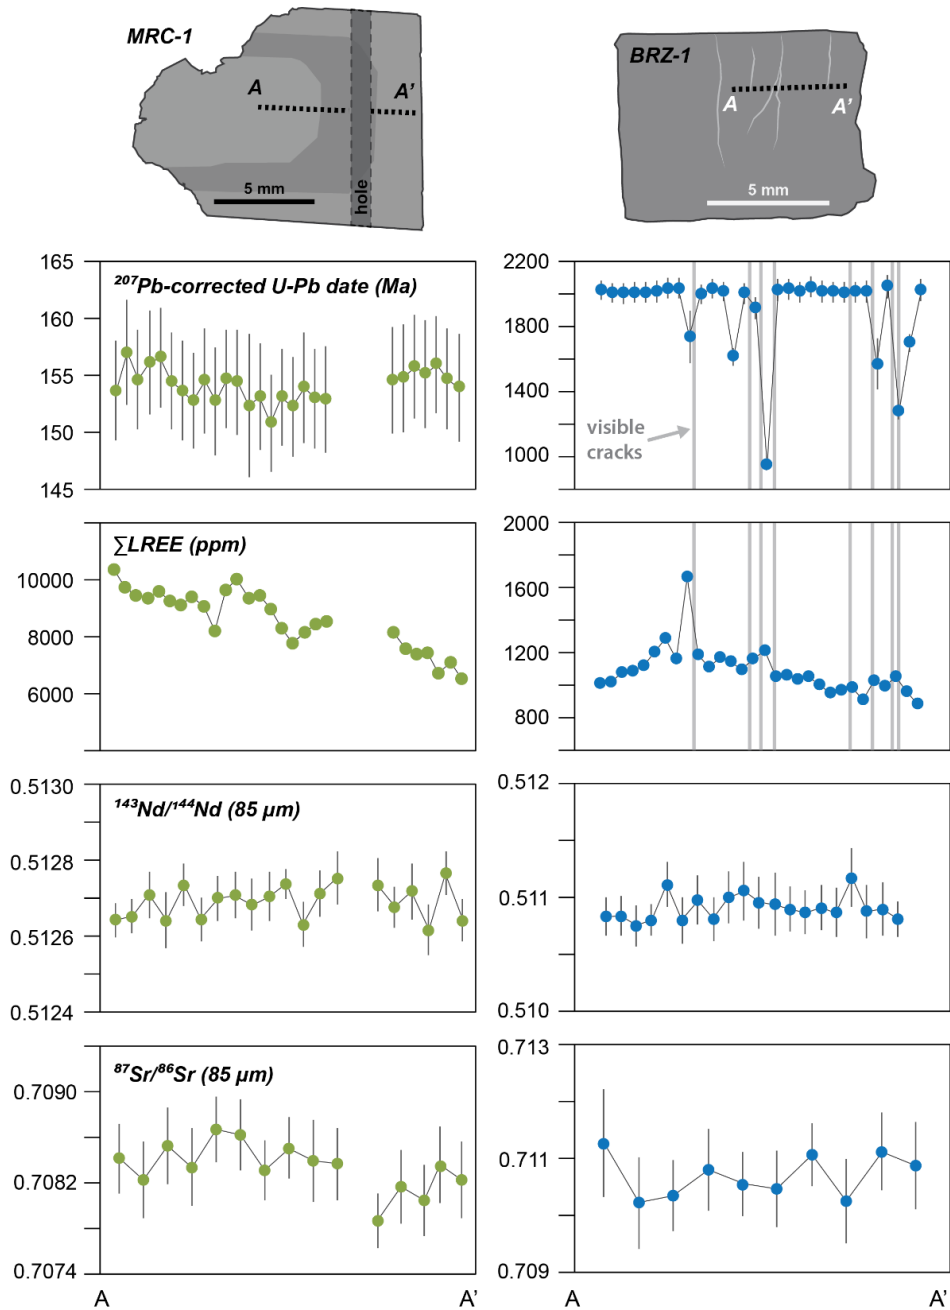 MRC-1
A
A'
5 mm
hole
BRZ-1
A
A'
5 mm
²⁰⁷Pb-corrected U-Pb date (Ma)
165
160
155
150
145
2200
1800
1400
1000
visible
cracks
∑LREE (ppm)
10000
8000
6000
2000
1600
1200
800
¹⁴³Nd/¹⁴⁴Nd (85 µm)
0.5130
0.5128
0.5126
0.5124
0.512
0.511
0.510
⁸⁷Sr/⁸⁶Sr (85 µm)
0.7090
0.7082
0.7074
0.713
0.711
0.709
A
A'
A
A'